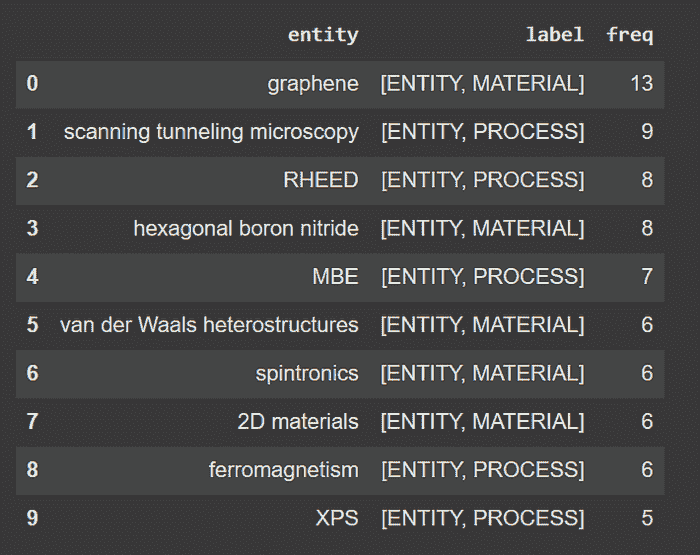 entity label freq
0 graphene [ENTITY, MATERIAL] 13
1 scanning tunneling microscopy [ENTITY, PROCESS] 9
2 RHEED [ENTITY, PROCESS] 8
3 hexagonal boron nitride [ENTITY, MATERIAL] 8
4 MBE [ENTITY, PROCESS] 7
5 van der Waals heterostructures [ENTITY, MATERIAL] 6
6 spintronics [ENTITY, MATERIAL] 6
7 2D materials [ENTITY, MATERIAL] 6
8 ferromagnetism [ENTITY, PROCESS] 6
9 XPS [ENTITY, PROCESS] 5